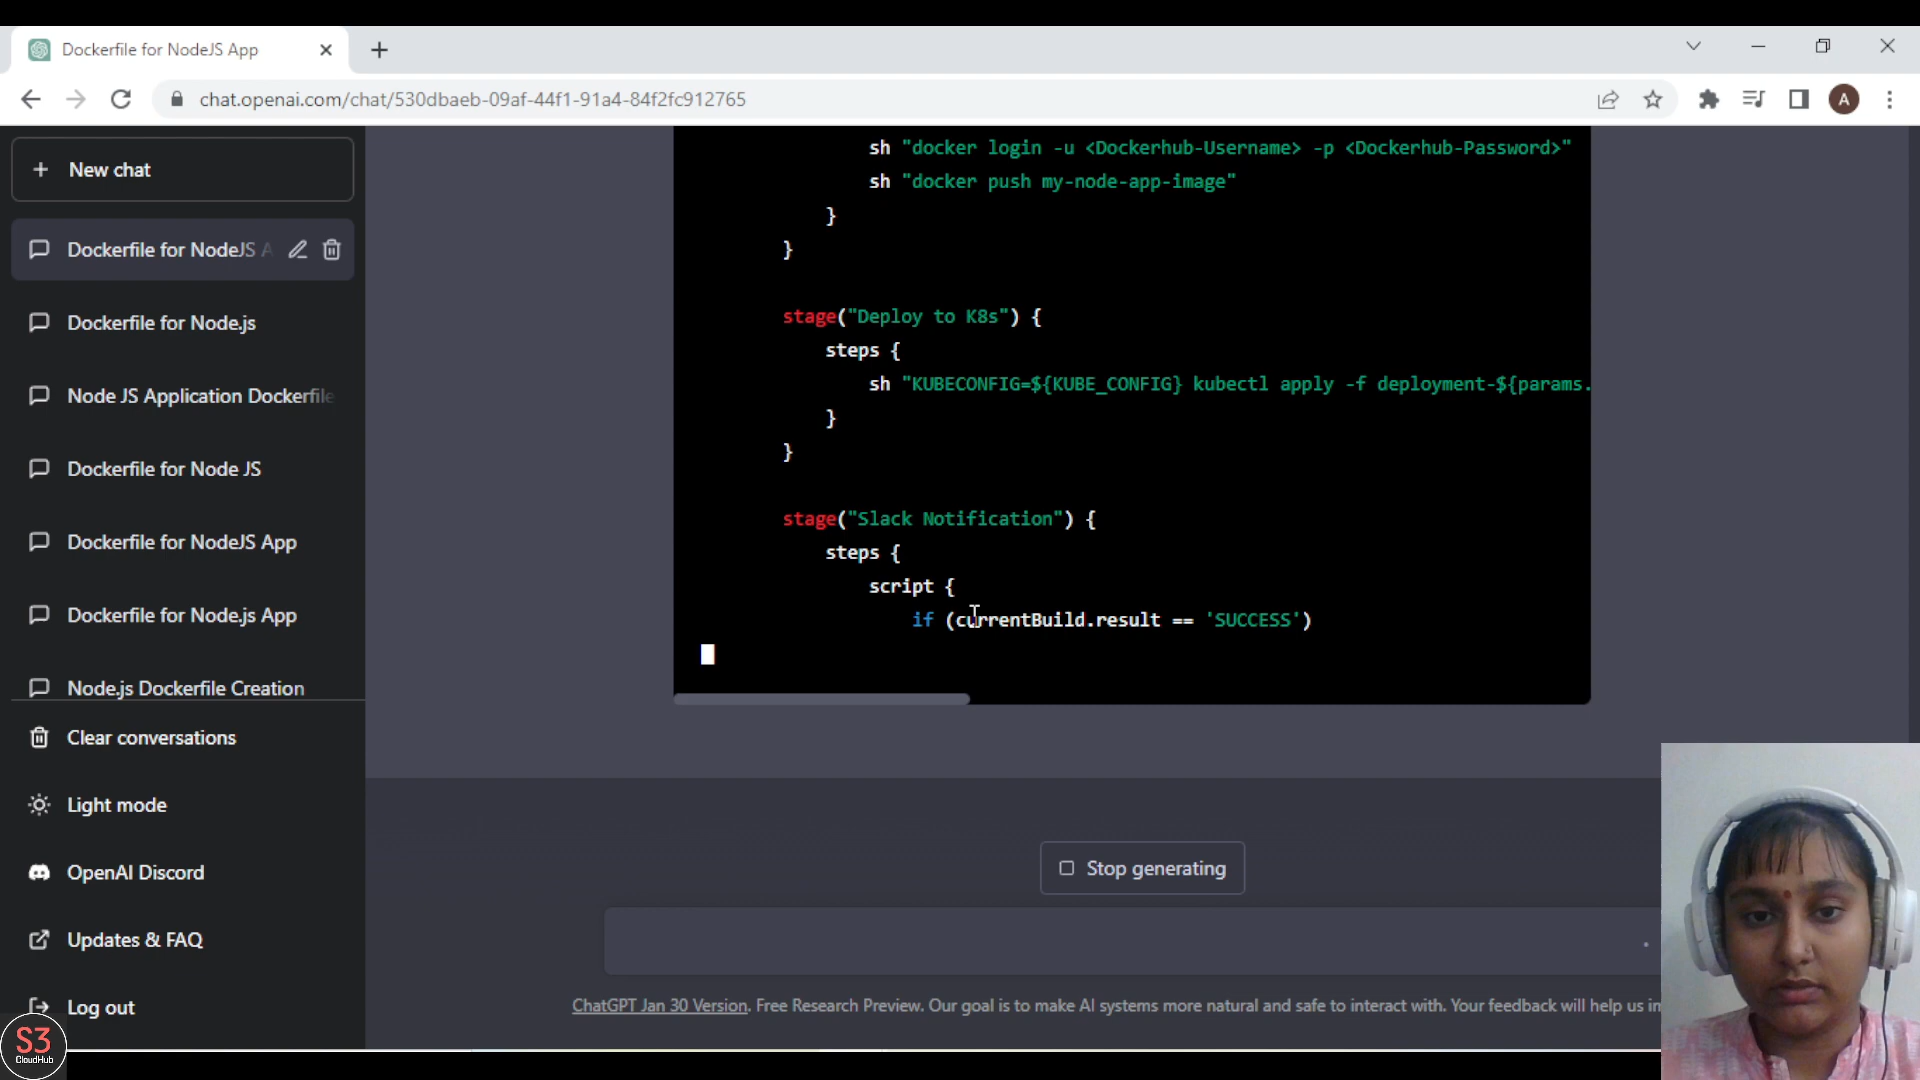 Dockerfile for NodeJS App
chat.openai.com/chat/530dbaeb-09af-44f1-91a4-84f2fc912765
A
New chat
Dockerfile for NodeJS A
Dockerfile for Node.js
Node JS Application Dockerfile
Dockerfile for Node JS
Dockerfile for NodeJS App
Dockerfile for Node.js App
Node.js Dockerfile Creation
Clear conversations
Light mode
OpenAI Discord
Updates & FAQ
Log out
S3
CloudHub
sh "docker login -u <Dockerhub-Username> -p <Dockerhub-Password>"
sh "docker push my-node-app-image"
}
}
stage("Deploy to K8s") {
steps {
sh "KUBECONFIG=${KUBE_CONFIG} kubectl apply -f deployment-${params.
}
}
stage("Slack Notification") {
steps {
script {
if (currentBuild.result == 'SUCCESS')
Stop generating
ChatGPT Jan 30 Version. Free Research Preview. Our goal is to make AI systems more natural and safe to interact with. Your feedback will help us im